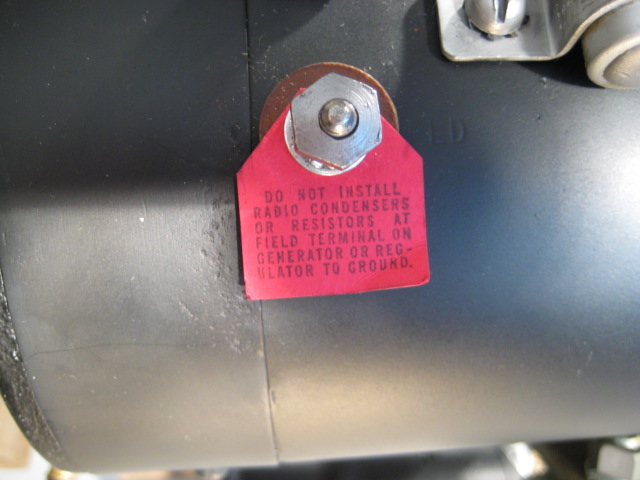 DO NOT INSTALL
RADIO CONDENSERS
OR RESISTORS AT
FIELD TERMINAL ON
GENERATOR OR REG-
ULATOR TO GROUND.